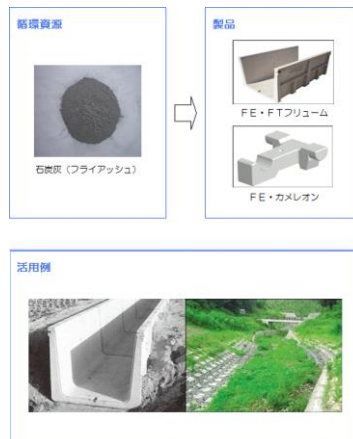 循環資源
石炭灰（フライアッシュ）
製品
ＦＥ・ＦＴフリューム
ＦＥ・カメレオン
活用例